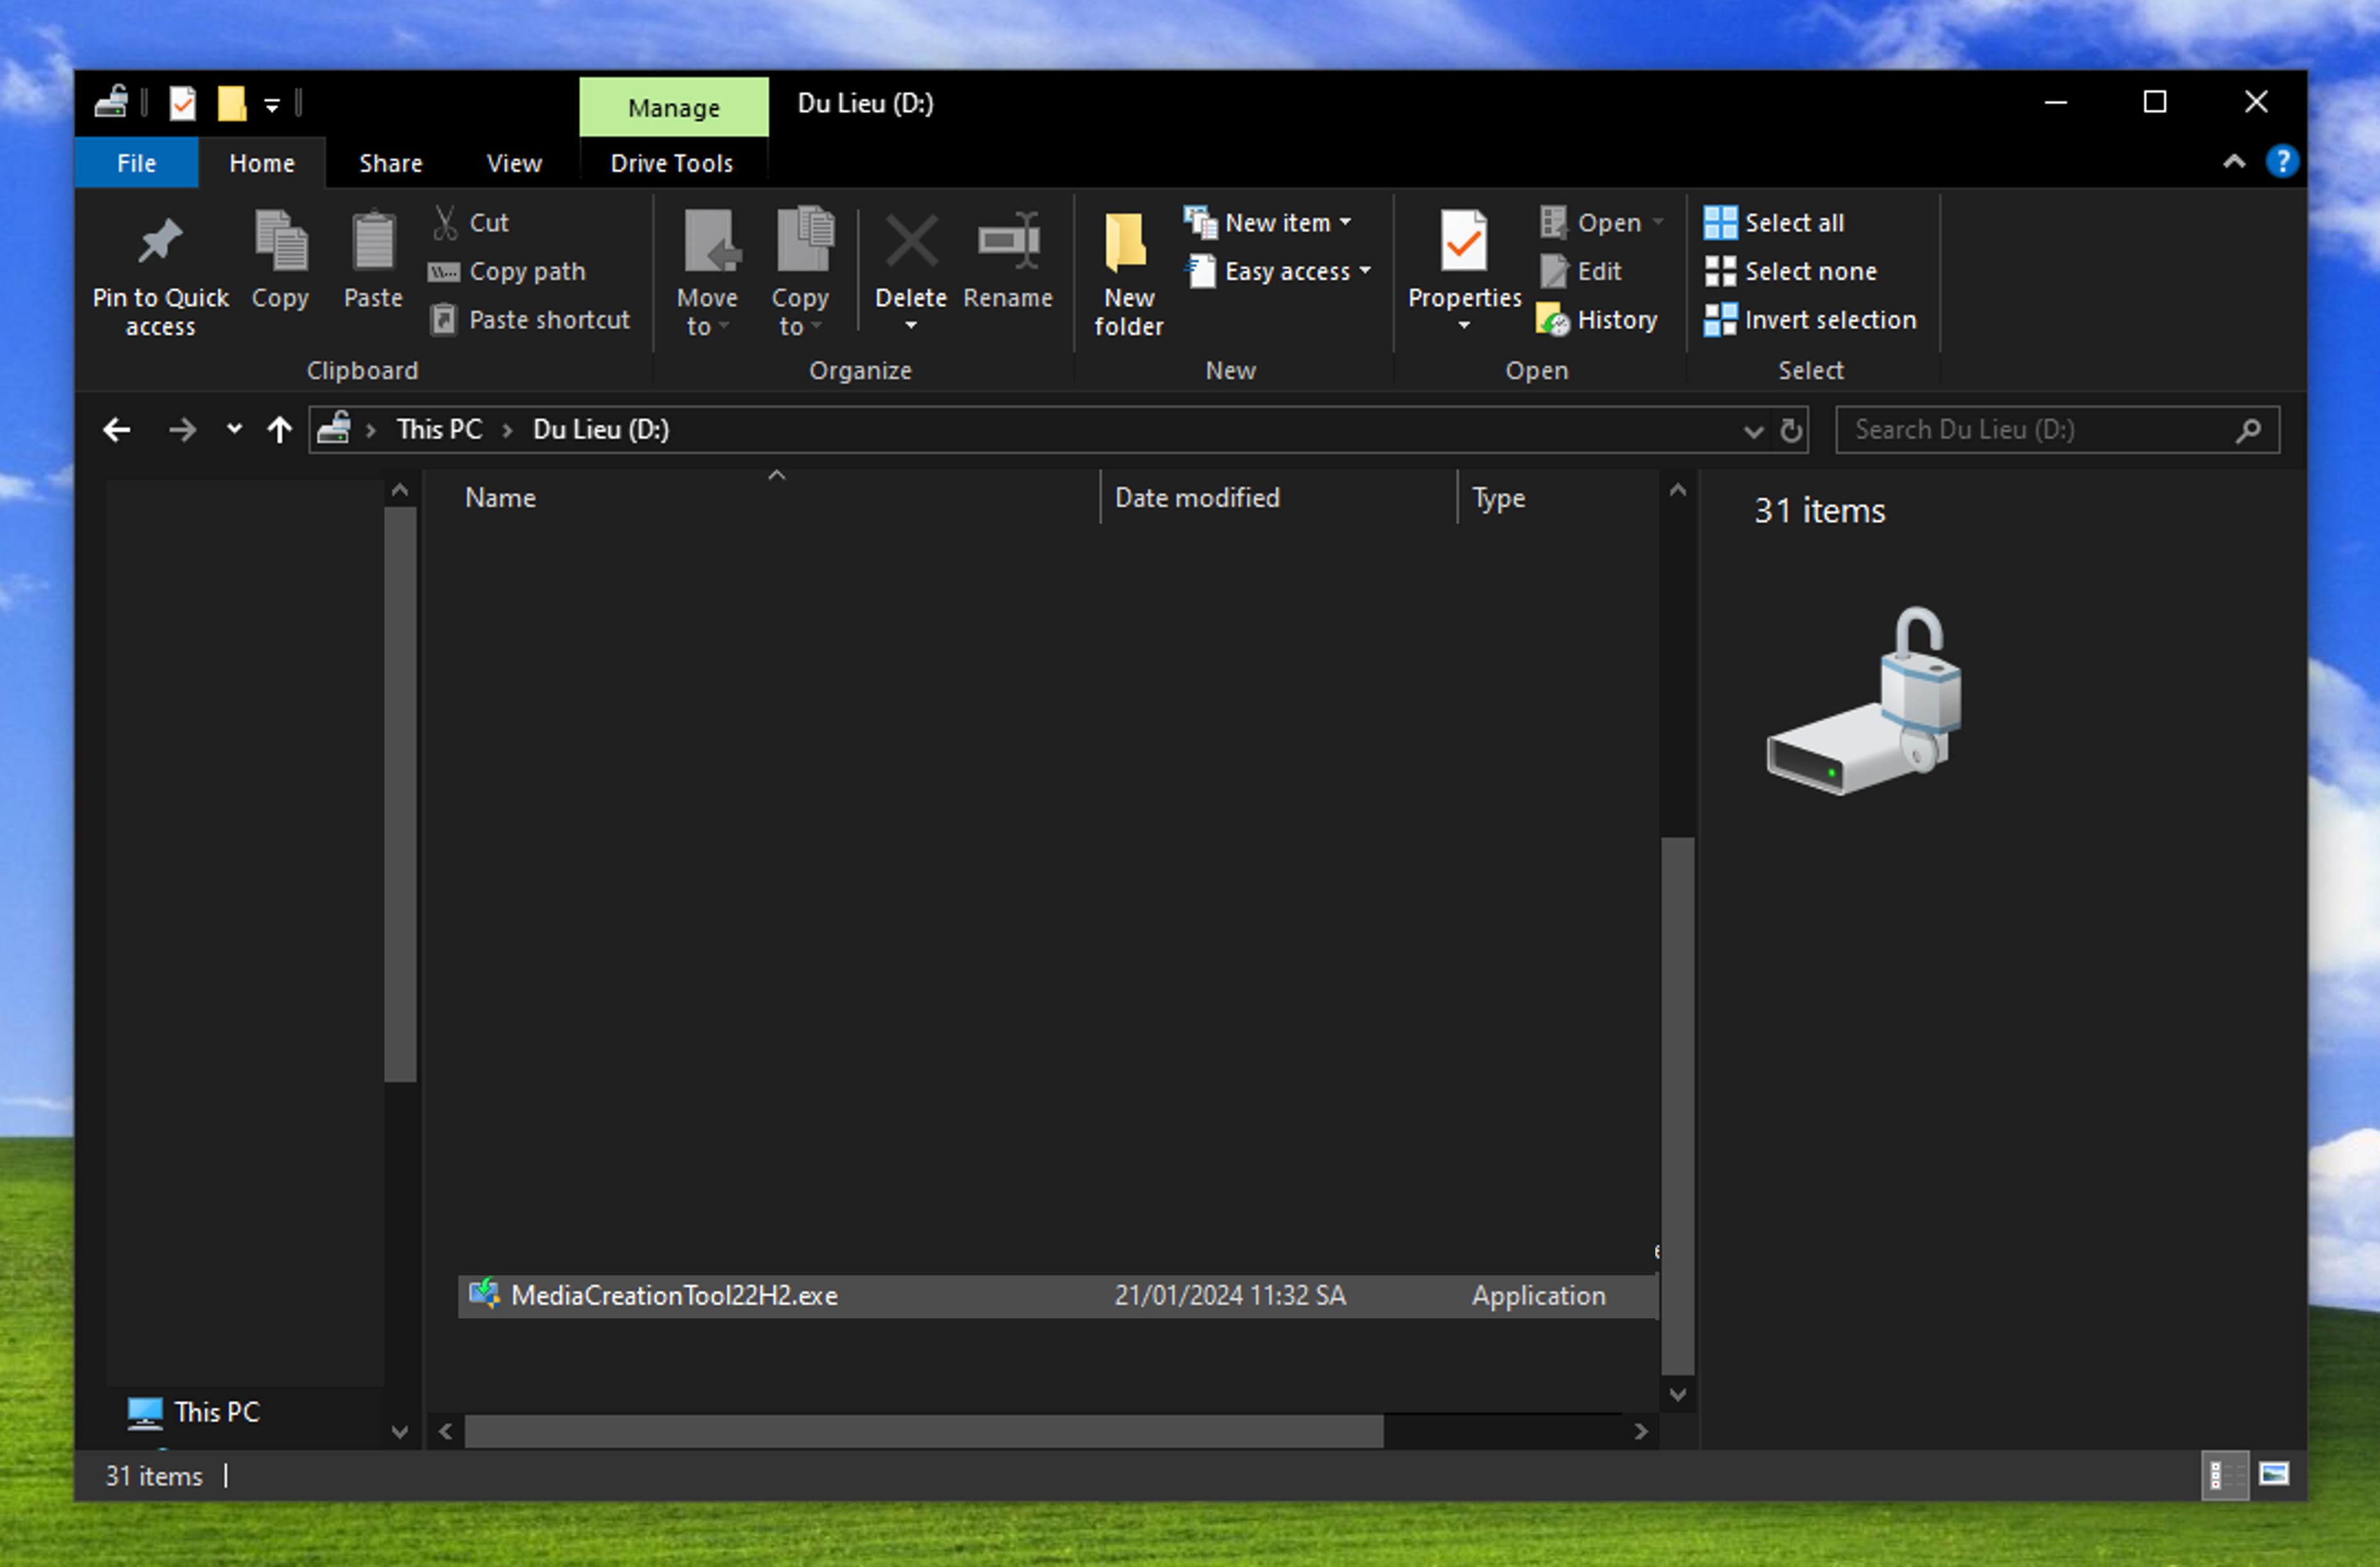 Manage
Du Lieu (D:)
File
Home
Share
View
Drive Tools
Pin to Quick
access
Copy
Paste
Cut
Copy path
Paste shortcut
Clipboard
Move
to
Copy
to
Delete
Rename
Organize
New
folder
New item
Easy access
New
Properties
Open
Edit
History
Open
Select all
Select none
Invert selection
Select
This PC > Du Lieu (D:)
Search Du Lieu (D:)
Name
Date modified
Type
31 items
MediaCreationTool22H2.exe
21/01/2024 11:32 SA
Application
This PC
31 items